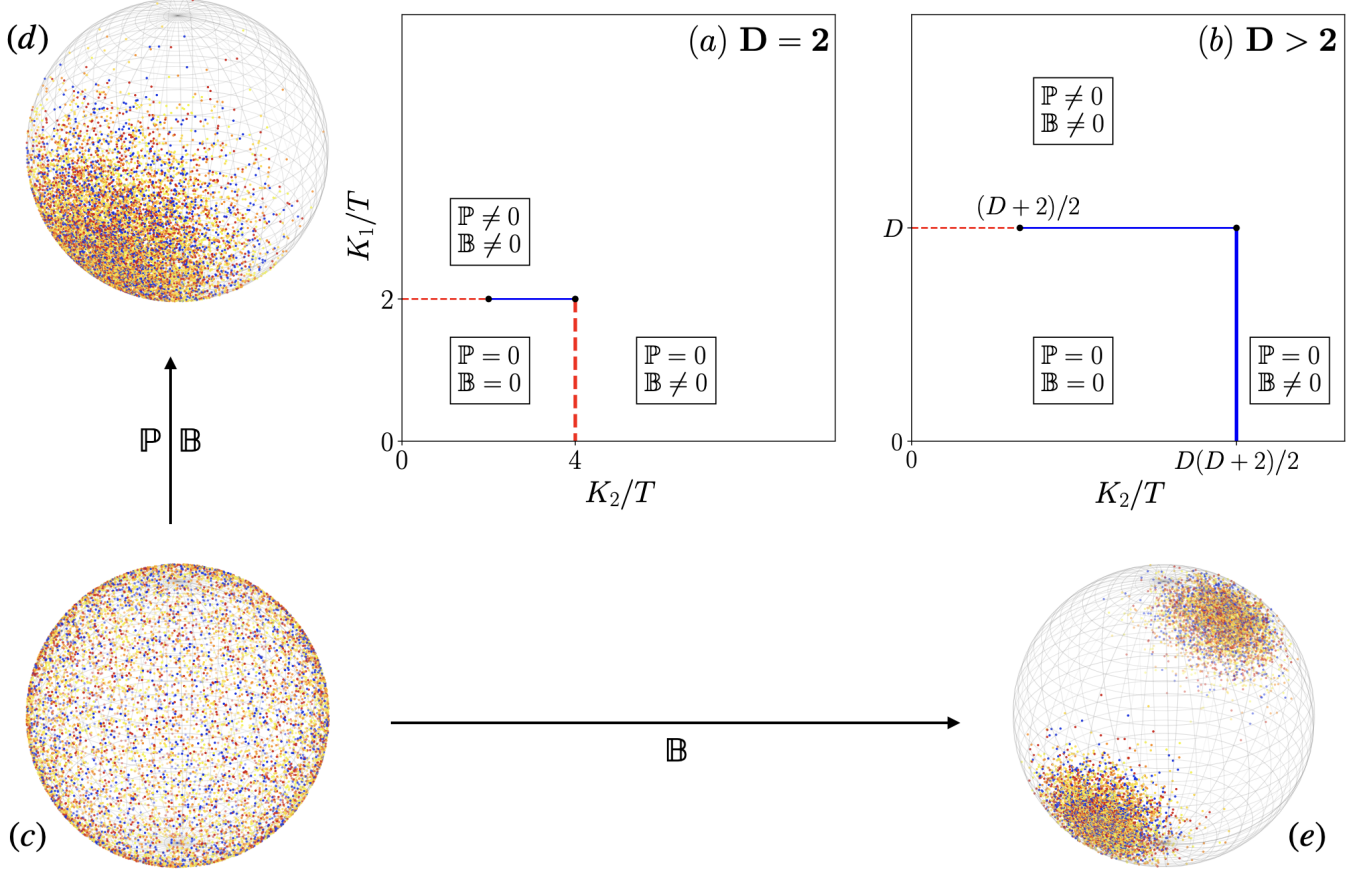 (d)
(a) D = 2
(b) D > 2
K₁/T
2
0
ℙ ≠ 0
𝔹 ≠ 0
ℙ = 0
𝔹 = 0
ℙ = 0
𝔹 ≠ 0
0
4
K₂/T
ℙ ≠ 0
𝔹 ≠ 0
(D + 2)/2
D
ℙ = 0
𝔹 = 0
ℙ = 0
𝔹 ≠ 0
0
0
D(D + 2)/2
K₂/T
ℙ 𝔹
𝔹
(c)
(e)